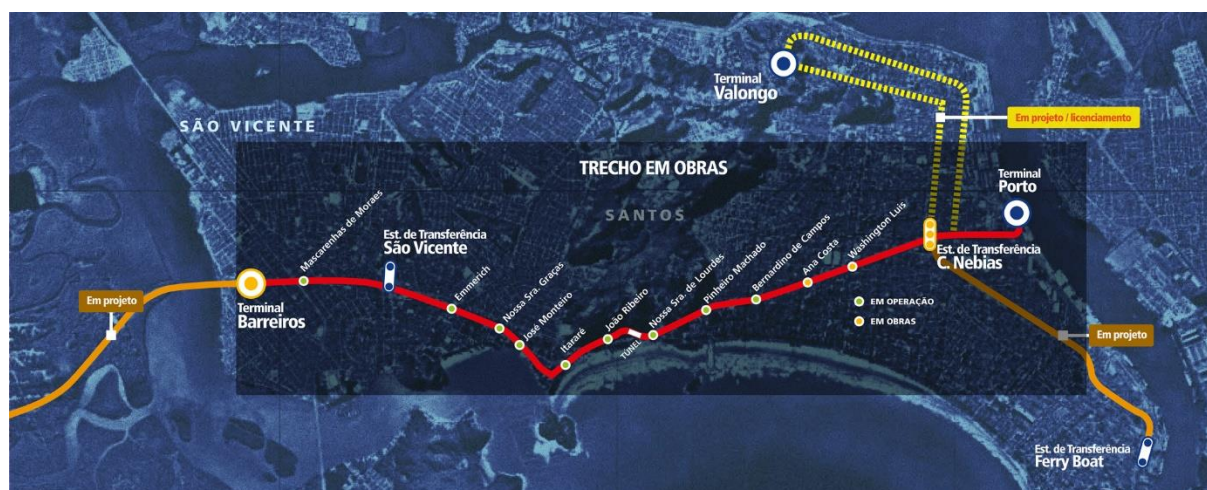 Terminal
Valongo
SÃO VICENTE
Em projeto / licenciamento
TRECHO EM OBRAS
SANTOS
Terminal
Porto
Mascarenhas de Moraes
Est. de Transferência
São Vicente
Emmerich
Nossa Sra. Graças
José Monteiro
Itararé
João Ribeiro
TÚNEL
Nossa Sra. de Lourdes
Pinheiro Machado
Bernardino de Campos
Ana Costa
Washington Luís
Est. de Transferência
C. Nebias
Em projeto
Terminal
Barreiros
EM OPERAÇÃO
EM OBRAS
Em projeto
Est. de Transferência
Ferry Boat